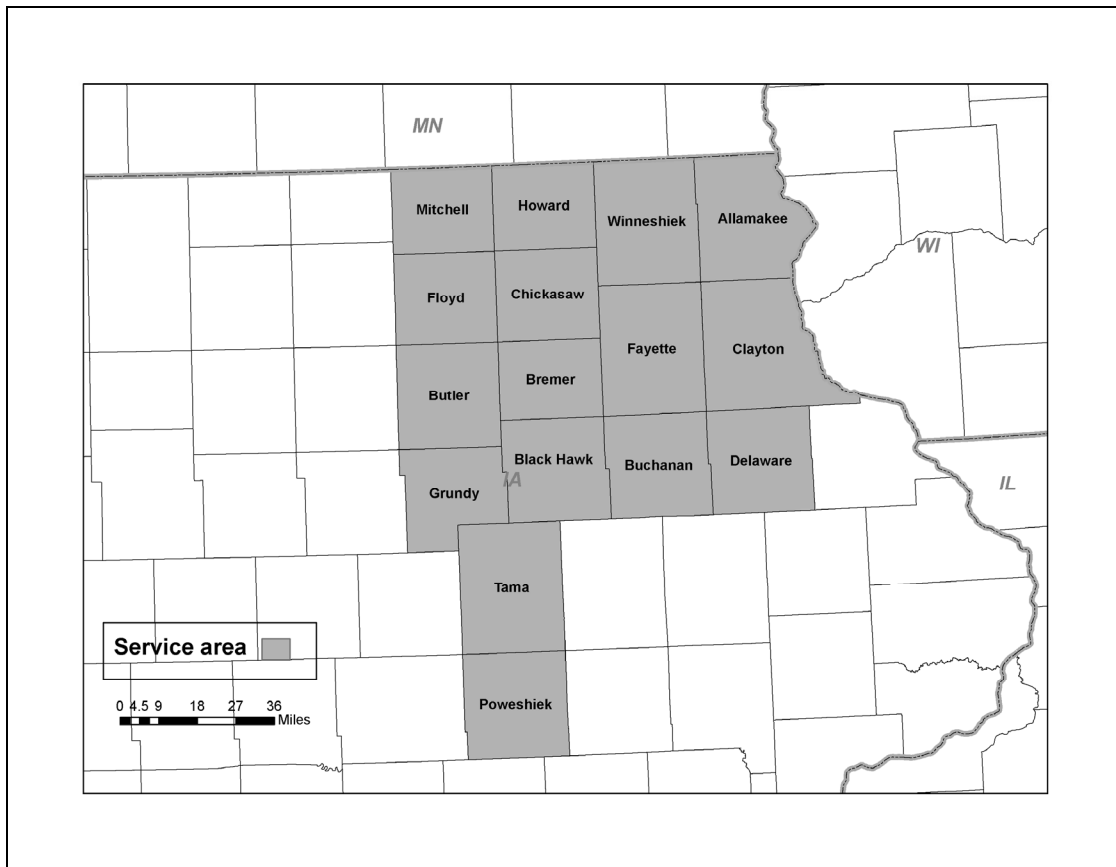 MN
Mitchell
Howard
Winneshiek
Allamakee
WI
Floyd
Chickasaw
Fayette
Clayton
Butler
Bremer
Black Hawk
Buchanan
Delaware
Grundy
IA
IL
Tama
Service area
Poweshiek
0 4.5 9 18 27 36
Miles